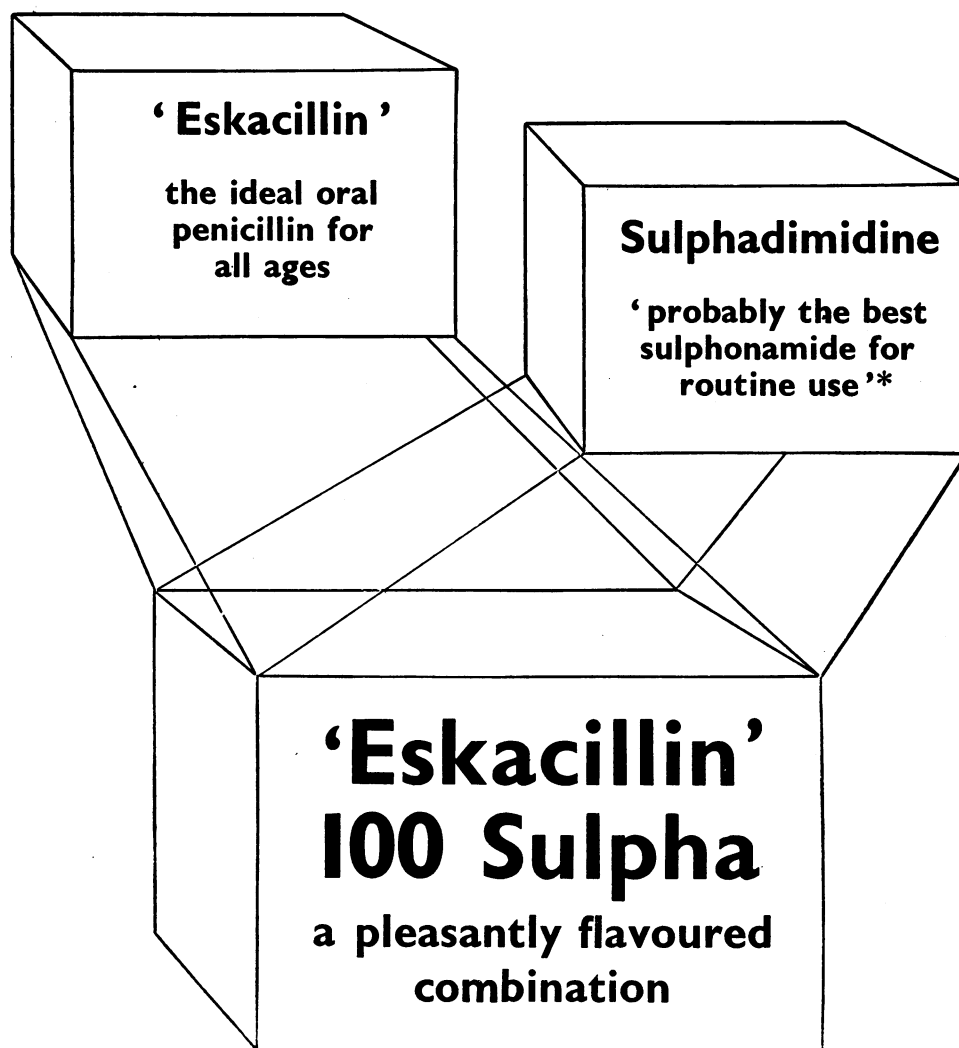 ‘Eskacillin’
the ideal oral
penicillin for
all ages
Sulphadimidine
‘probably the best
sulphonamide for
routine use’*
‘Eskacillin’
100 Sulpha
a pleasantly flavoured
combination